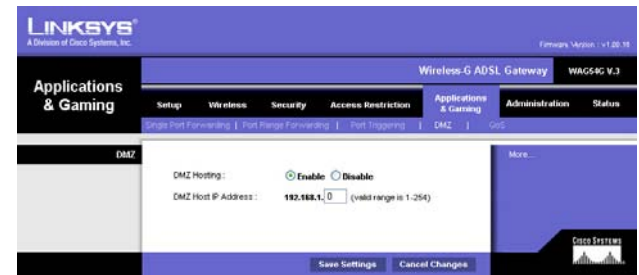 LINKSYS®
A Division of Cisco Systems, Inc.
Firmware Version : v1.00.18
Wireless-G ADSL Gateway WAG54G V.3
Applications & Gaming
Setup Wireless Security Access Restriction Applications & Gaming Administration Status
Single Port Forwarding | Port Range Forwarding | Port Triggering | DMZ | QoS
DMZ
DMZ Hosting : Enable Disable
DMZ Host IP Address : 192.168.1. 0 (valid range is 1-254)
More...
Save Settings Cancel Changes
CISCO SYSTEMS